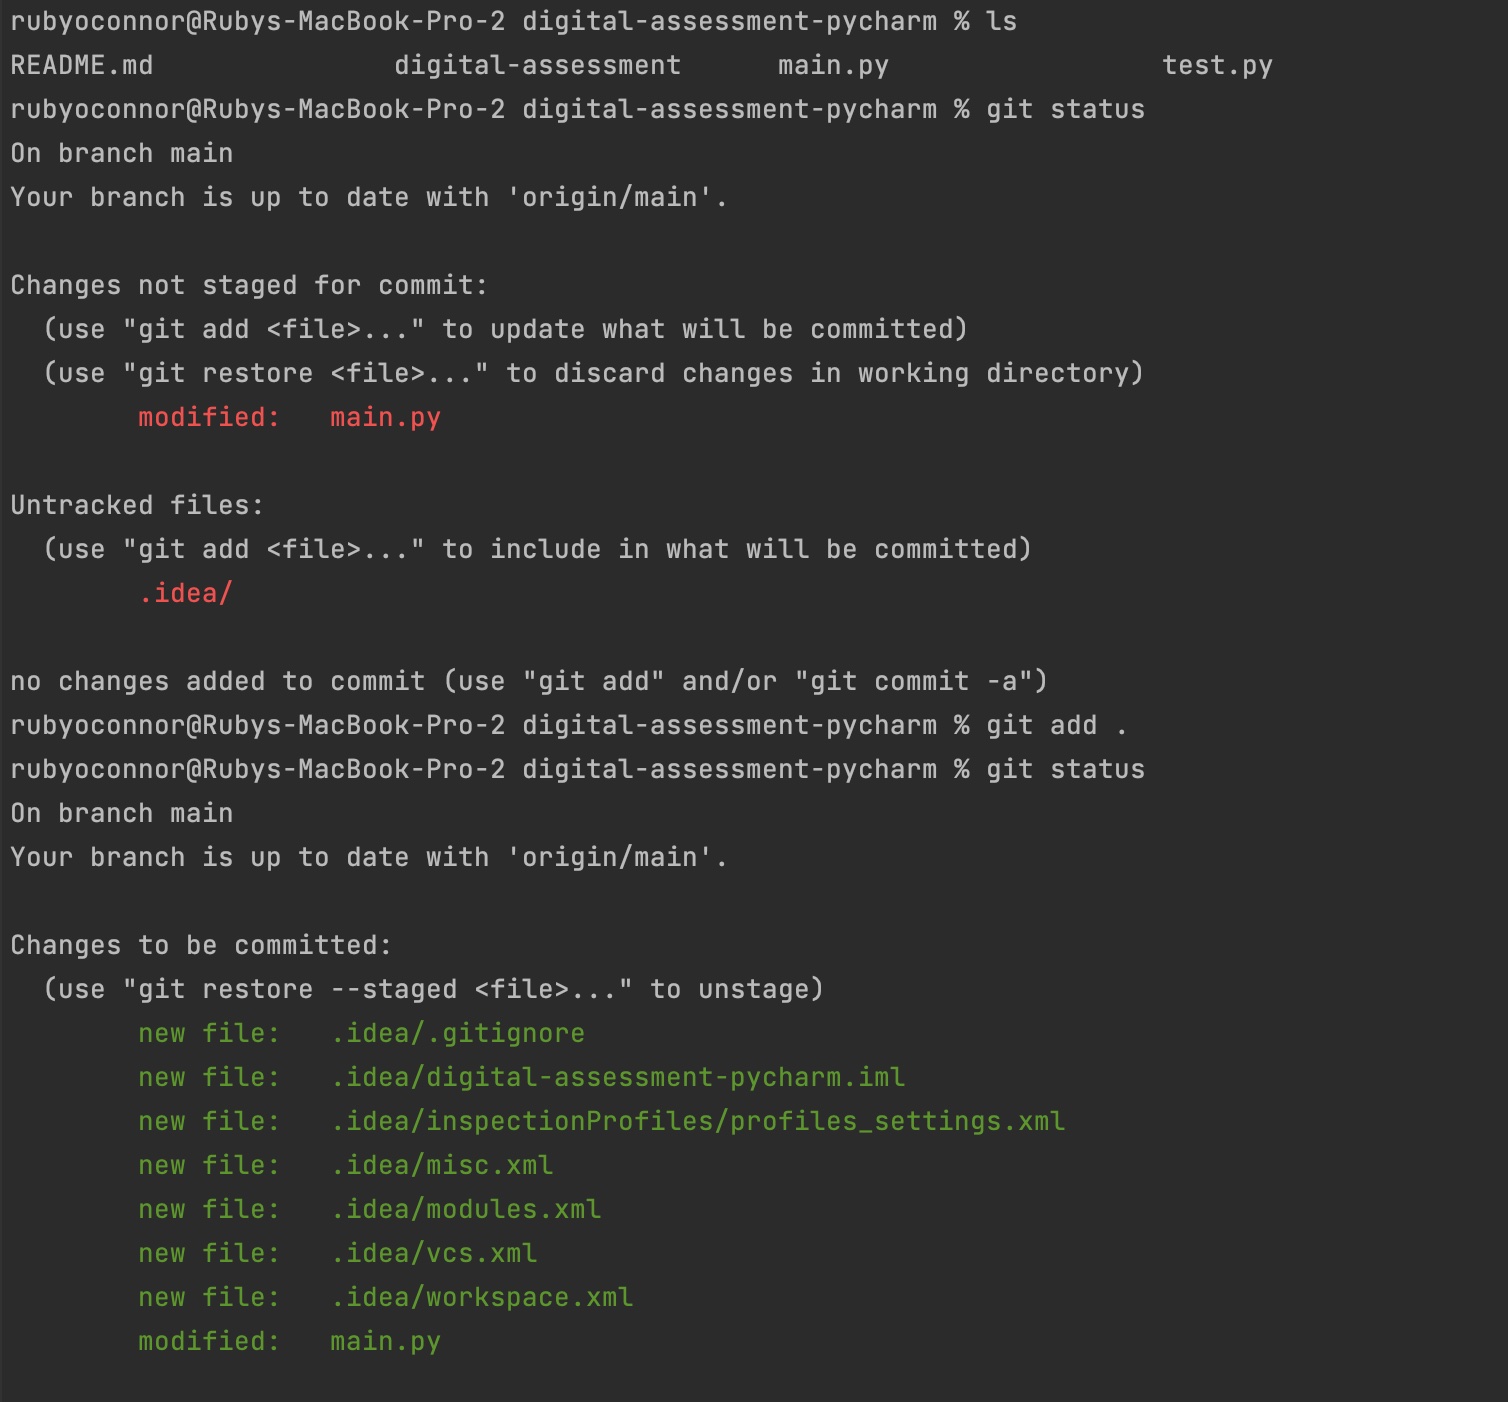 rubyoconnor@Rubys-MacBook-Pro-2 digital-assessment-pycharm % ls
README.md               digital-assessment      main.py                 test.py
rubyoconnor@Rubys-MacBook-Pro-2 digital-assessment-pycharm % git status
On branch main
Your branch is up to date with 'origin/main'.

Changes not staged for commit:
  (use "git add <file>..." to update what will be committed)
  (use "git restore <file>..." to discard changes in working directory)
        modified:   main.py

Untracked files:
  (use "git add <file>..." to include in what will be committed)
        .idea/

no changes added to commit (use "git add" and/or "git commit -a")
rubyoconnor@Rubys-MacBook-Pro-2 digital-assessment-pycharm % git add .
rubyoconnor@Rubys-MacBook-Pro-2 digital-assessment-pycharm % git status
On branch main
Your branch is up to date with 'origin/main'.

Changes to be committed:
  (use "git restore --staged <file>..." to unstage)
        new file:   .idea/.gitignore
        new file:   .idea/digital-assessment-pycharm.iml
        new file:   .idea/inspectionProfiles/profiles_settings.xml
        new file:   .idea/misc.xml
        new file:   .idea/modules.xml
        new file:   .idea/vcs.xml
        new file:   .idea/workspace.xml
        modified:   main.py